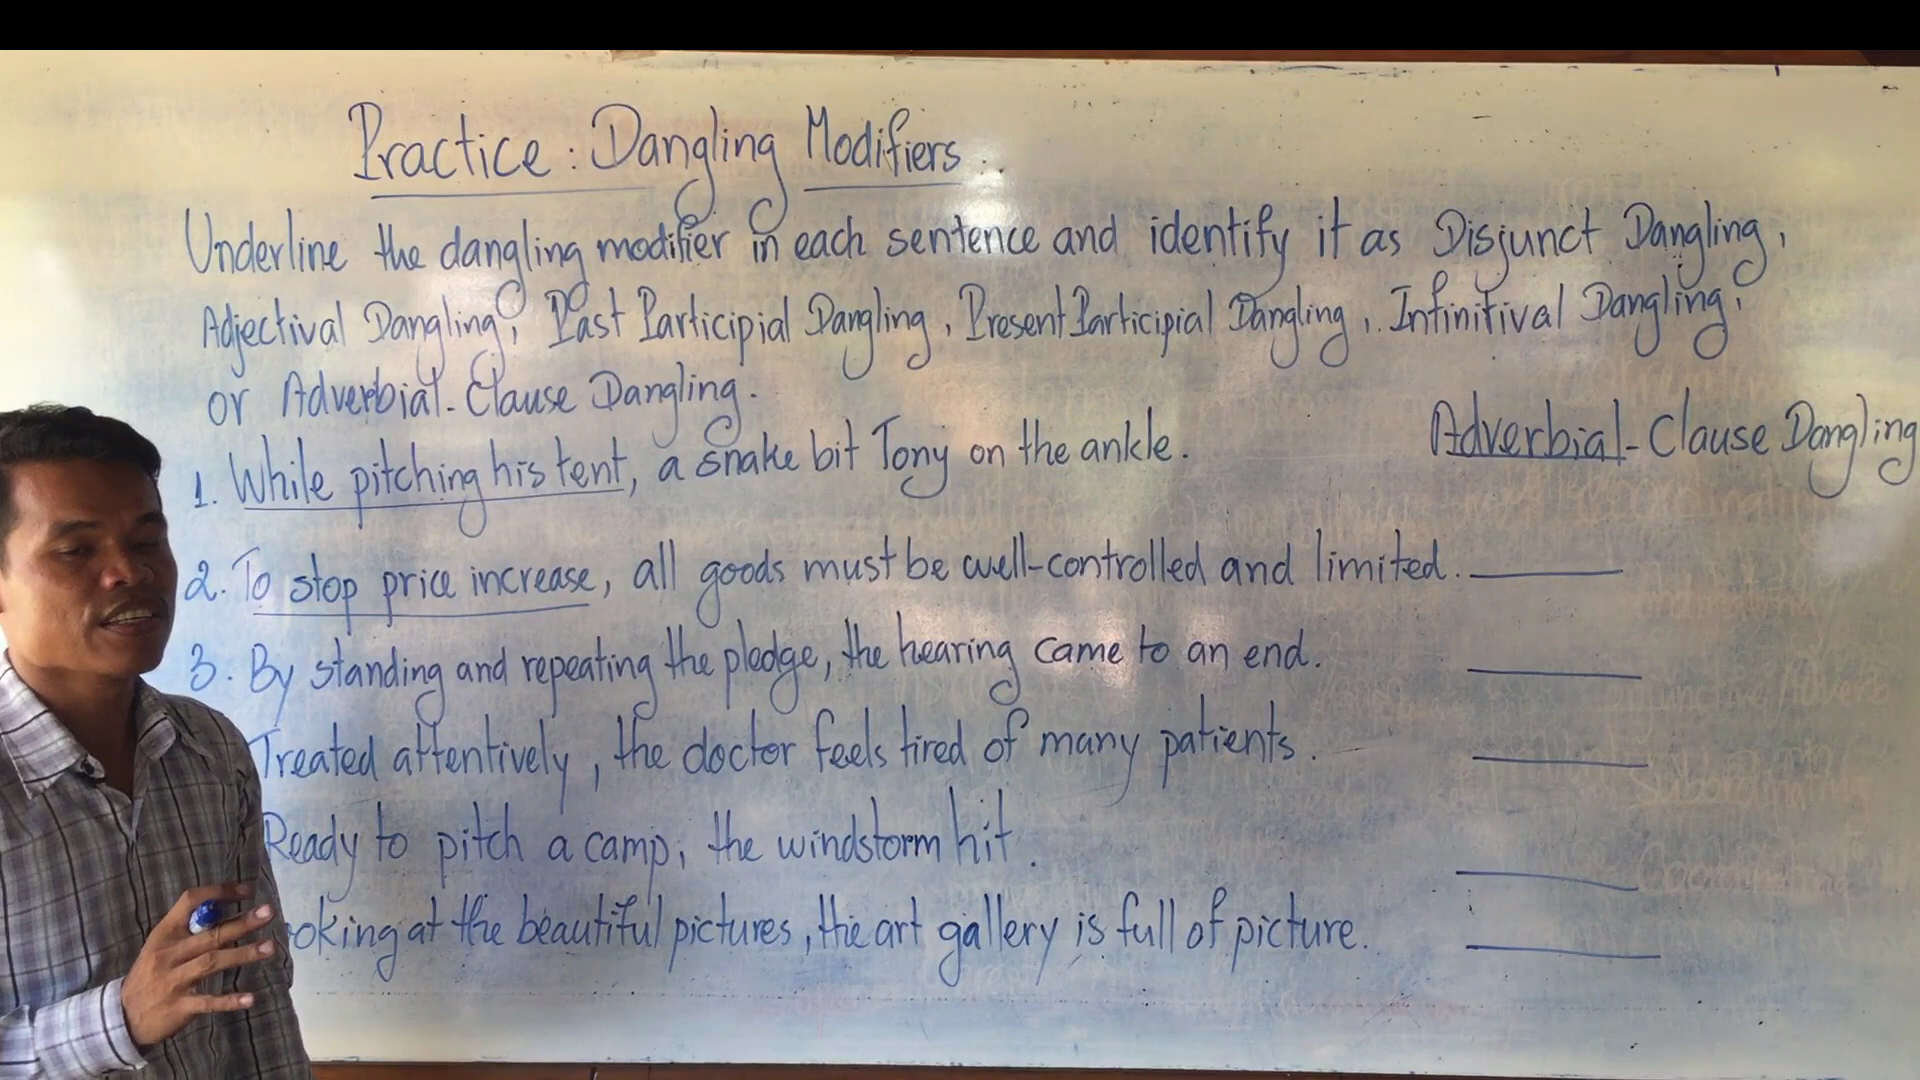 Practice: Dangling Modifiers.
Underline the dangling modifier in each sentence and identify it as Disjunct Dangling,
Adjectival Dangling, Past Participial Dangling, Present Participial Dangling, Infinitival Dangling,
or Adverbial-Clause Dangling.
1. While pitching his tent, a snake bit Tony on the ankle. Adverbial-Clause Dangling
2. To stop price increase, all goods must be well-controlled and limited.
3. By standing and repeating the pledge, the hearing came to an end.
Treated attentively, the doctor feels tired of many patients.
Ready to pitch a camp, the windstorm hit.
oking at the beautiful pictures, the art gallery is full of picture.